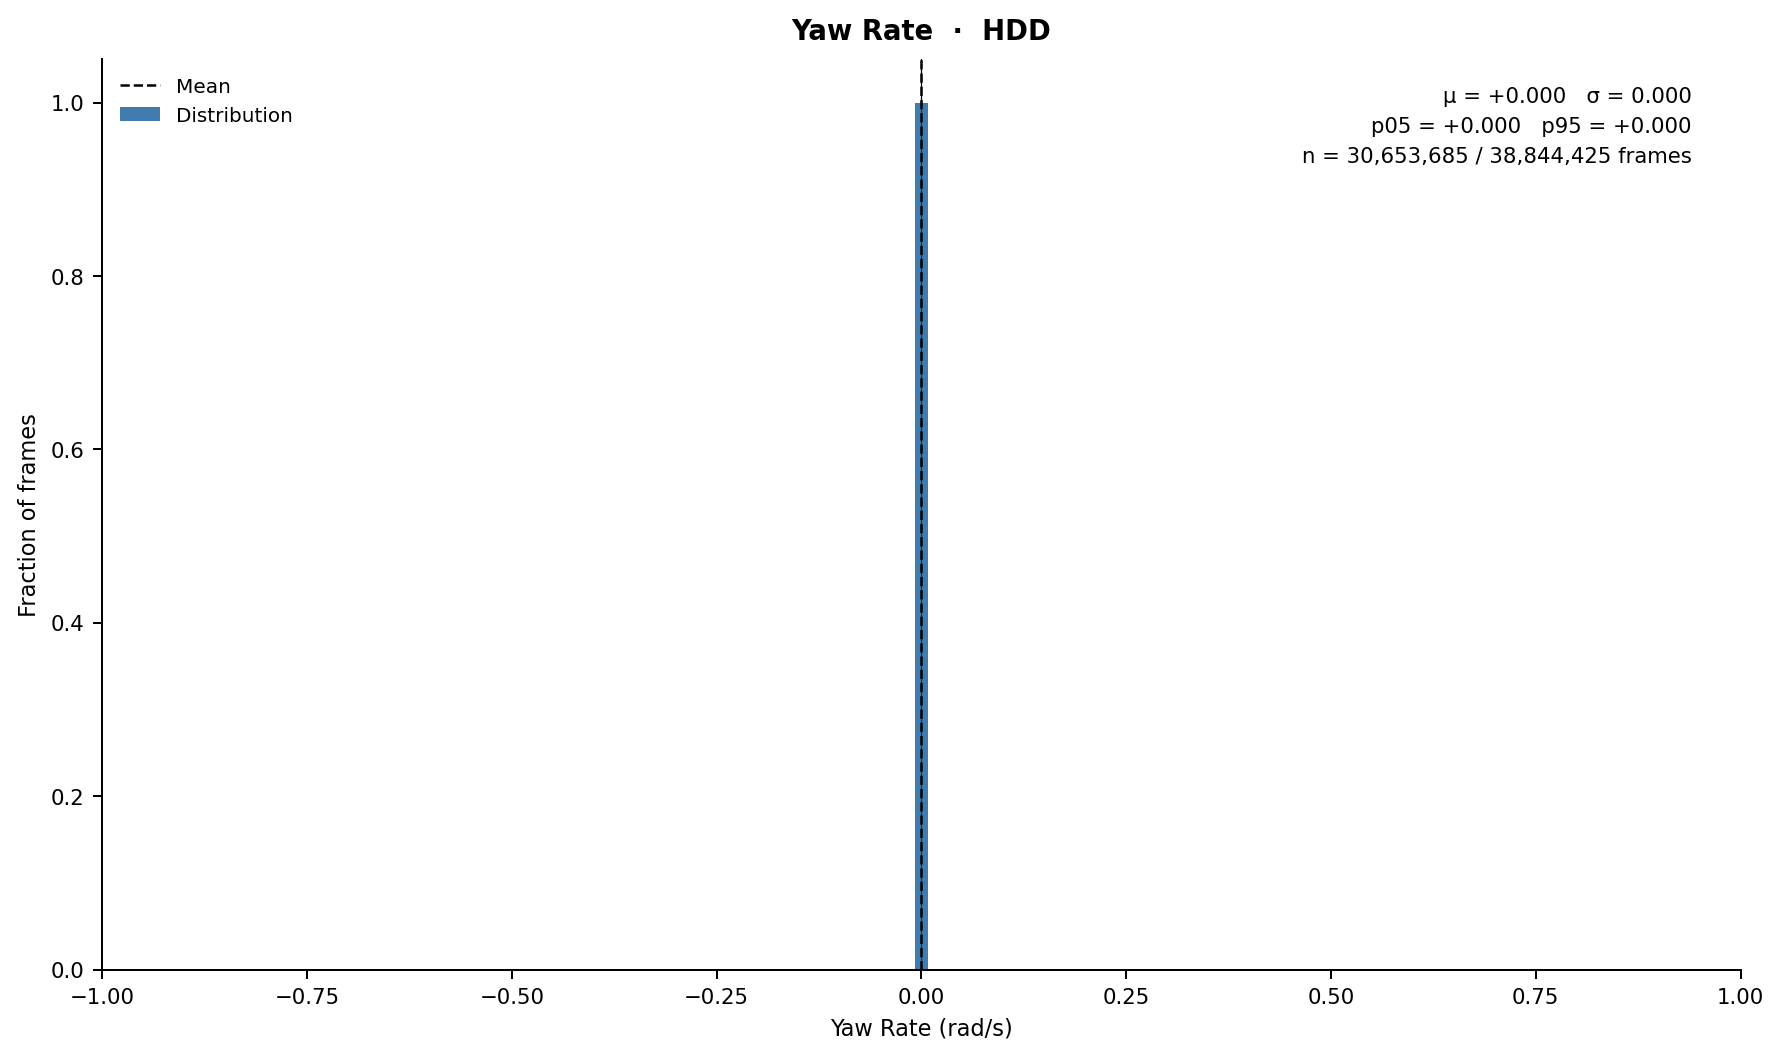 Yaw Rate · HDD
Mean
Distribution
μ = +0.000 σ = 0.000
p05 = +0.000 p95 = +0.000
n = 30,653,685 / 38,844,425 frames
Fraction of frames
1.0
0.8
0.6
0.4
0.2
0.0
−1.00 −0.75 −0.50 −0.25 0.00 0.25 0.50 0.75 1.00
Yaw Rate (rad/s)